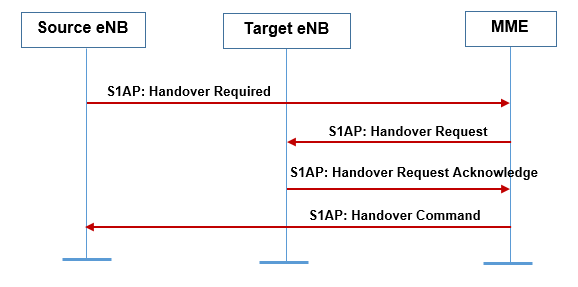 Source eNB
Target eNB
MME
S1AP: Handover Required
S1AP: Handover Request
S1AP: Handover Request Acknowledge
S1AP: Handover Command